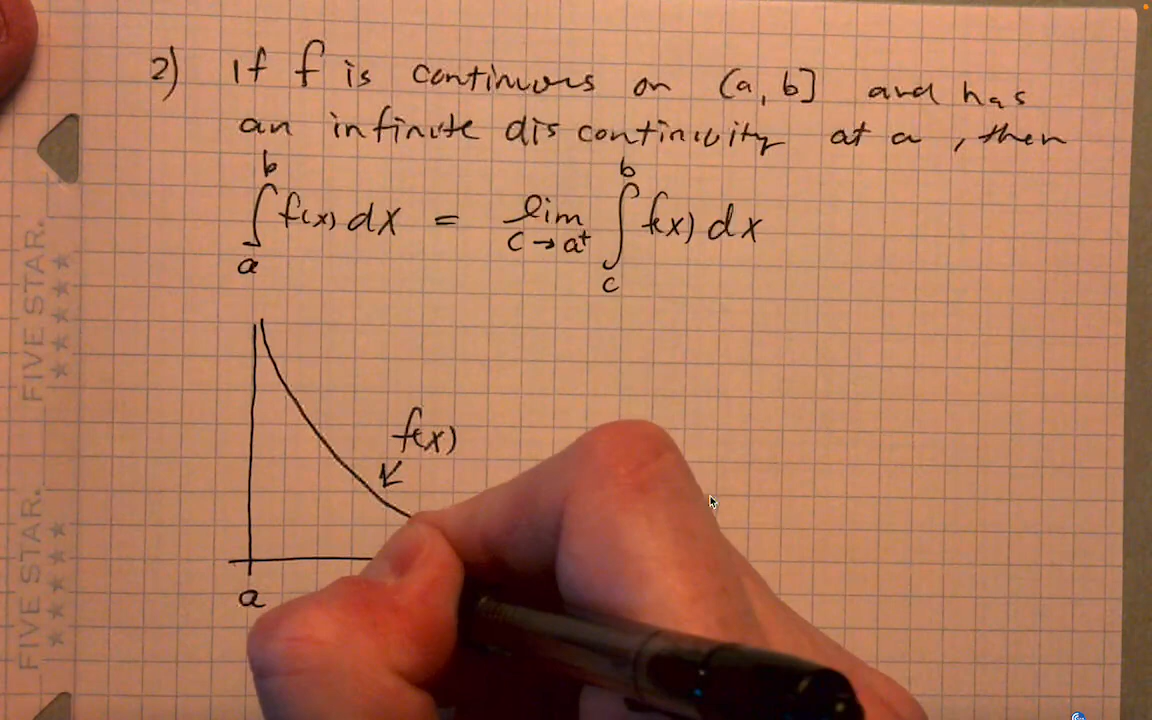 2) If f is continuous on (a, b] and has
an infinite discontinuity at a, then
b b
∫ f(x) dx = lim ∫ f(x) dx
a c→a⁺ c
f(x)
a
FIVE STAR.
FIVE STAR.